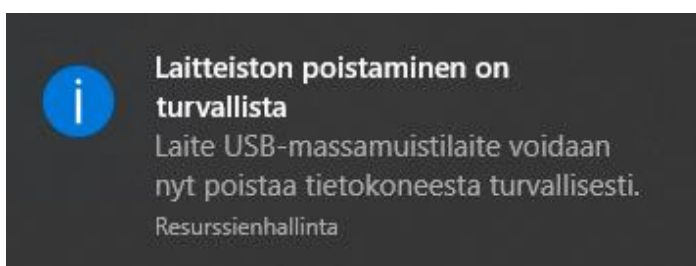 Laitteiston poistaminen on
turvallista
Laite USB-massamuistilaite voidaan
nyt poistaa tietokoneesta turvallisesti.
Resurssienhallinta